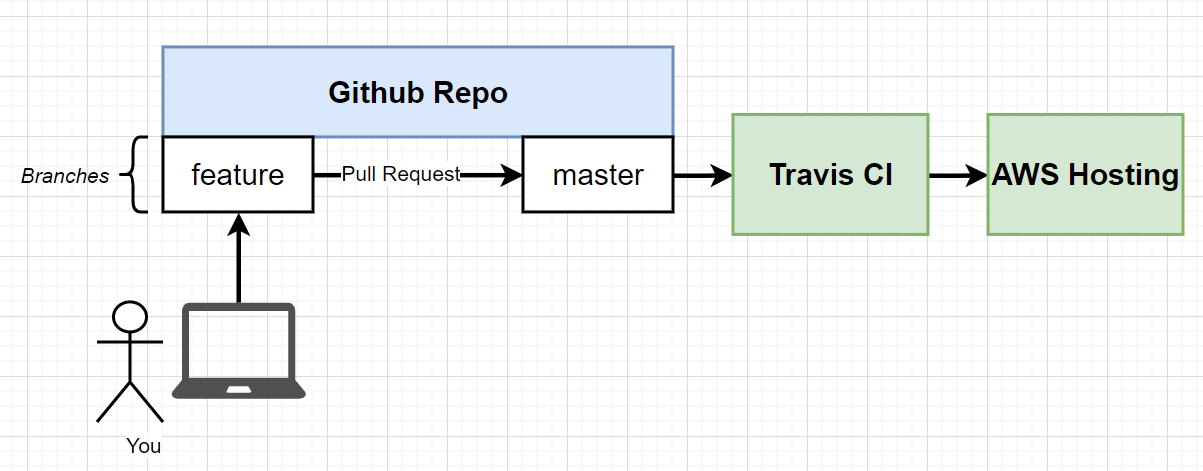 Github Repo
Branches
feature
Pull Request
master
Travis CI
AWS Hosting
You